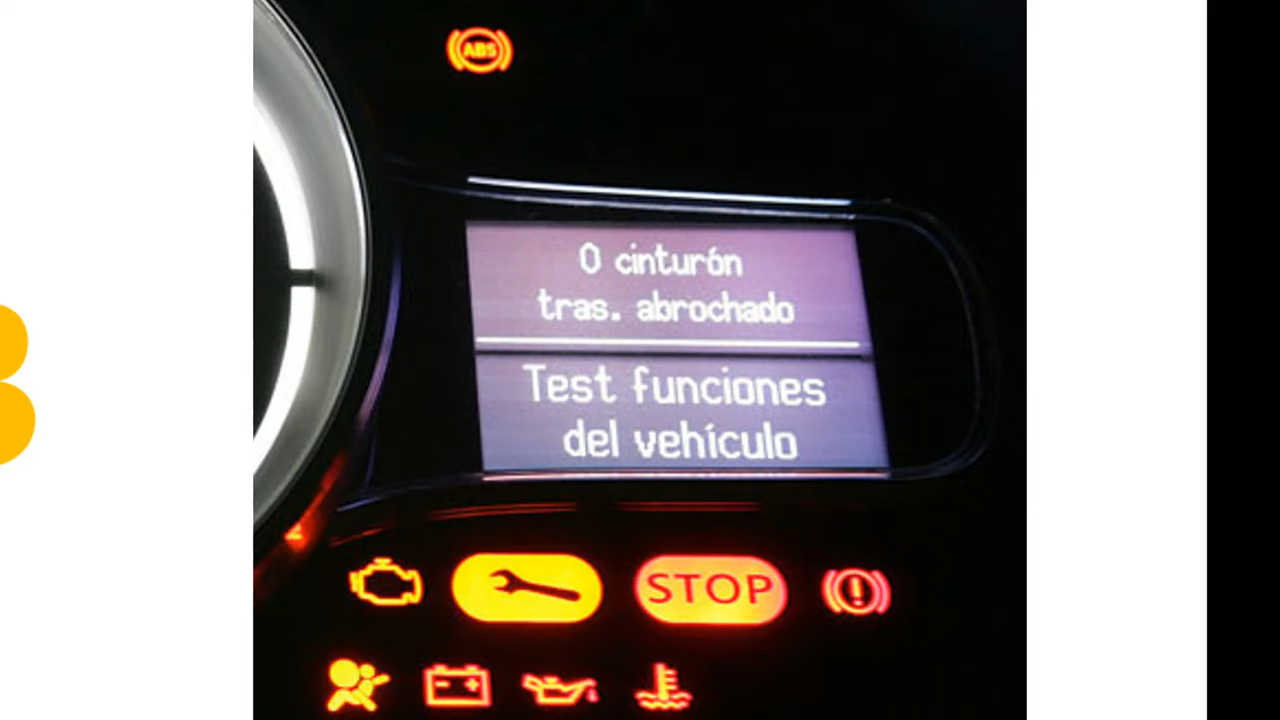 ABS
0 cinturón
tras. abrochado
Test funciones
del vehículo
STOP